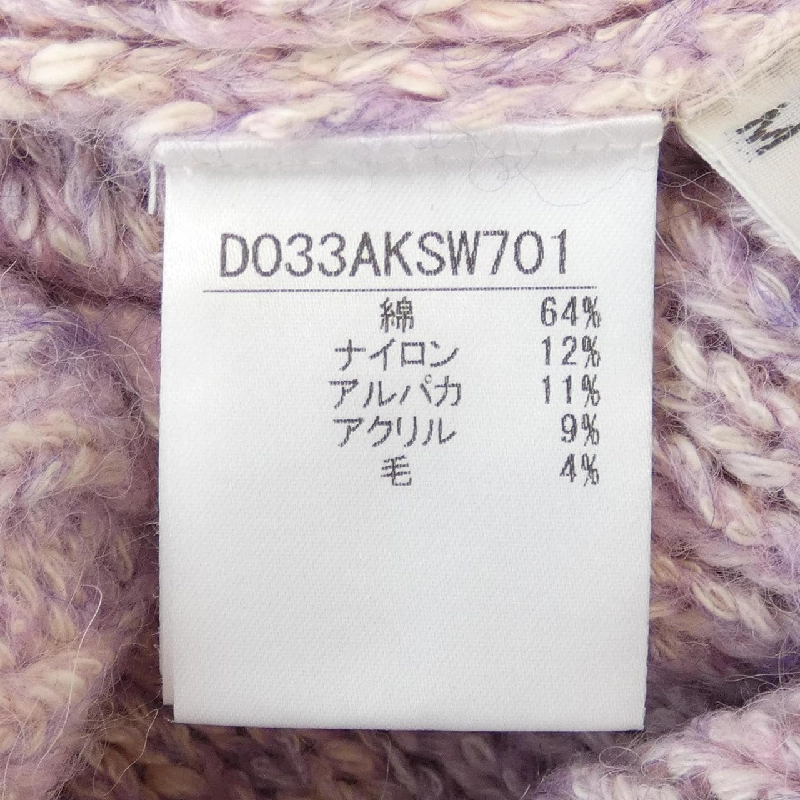 M
D033AKSW701
綿 64%
ナイロン 12%
アルパカ 11%
アクリル 9%
毛 4%